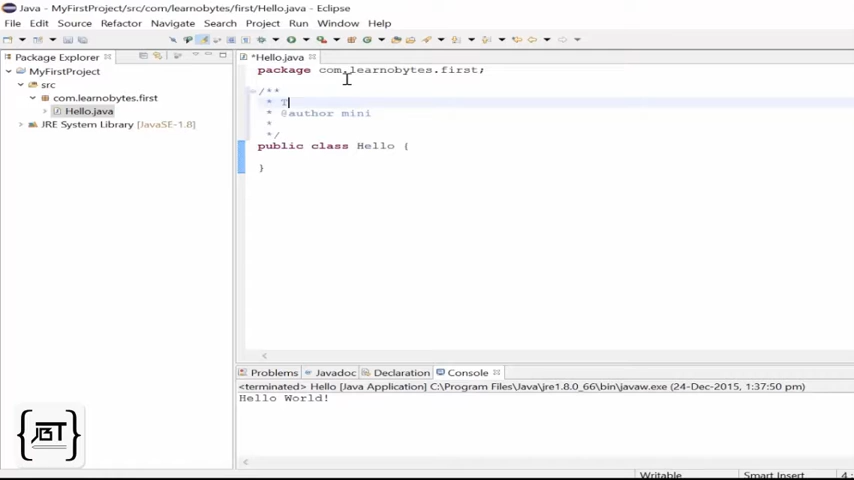 Java - MyFirstProject/src/com/learnobytes/first/Hello.java - Eclipse
File Edit Source Refactor Navigate Search Project Run Window Help
Package Explorer
MyFirstProject
src
com.learnobytes.first
Hello.java
JRE System Library [JavaSE-1.8]
*Hello.java
package com.learnobytes.first;
/**
* T
* @author mini
*
*/
public class Hello {
}
Problems Javadoc Declaration Console
<terminated> Hello [Java Application] C:\Program Files\Java\jre1.8.0_66\bin\javaw.exe (24-Dec-2015, 1:37:50 pm)
Hello World!
{JBT}
Writable Smart Insert 4 :